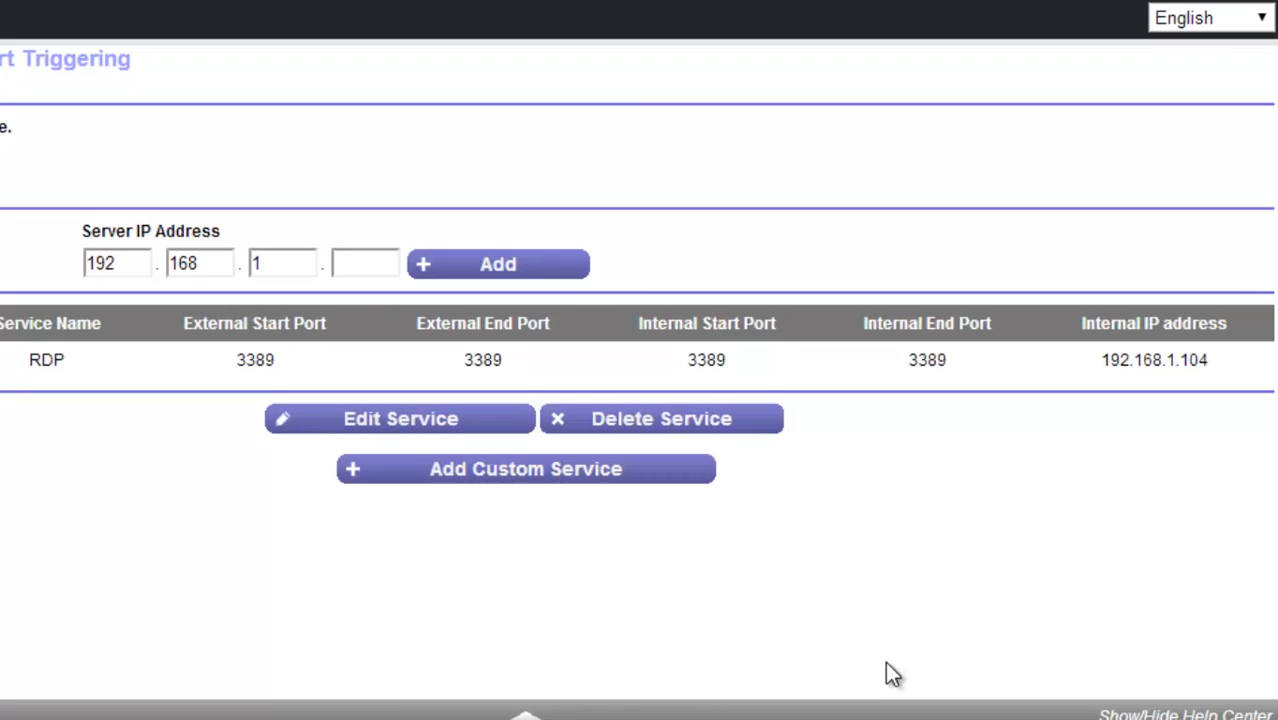 English
rt Triggering
e.
Server IP Address
192 . 168 . 1 . + Add
Service Name External Start Port External End Port Internal Start Port Internal End Port Internal IP address
RDP 3389 3389 3389 3389 192.168.1.104
Edit Service × Delete Service
+ Add Custom Service
Show/Hide Help Center